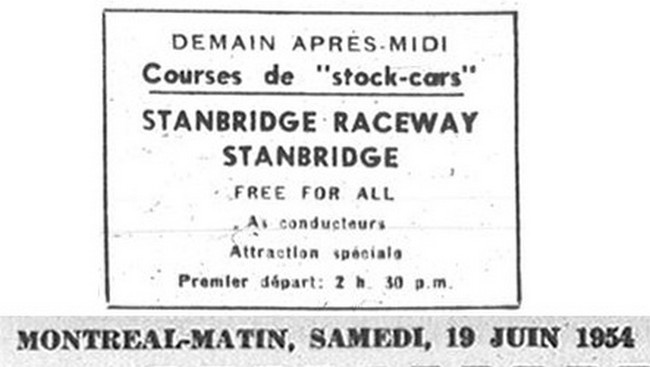 DEMAIN APRÈS-MIDI
Courses de "stock-cars"
STANBRIDGE RACEWAY
STANBRIDGE
FREE FOR ALL
As conducteurs
Attraction spéciale
Premier départ: 2 h. 30 p.m.
MONTREAL-MATIN, SAMEDI, 19 JUIN 1954